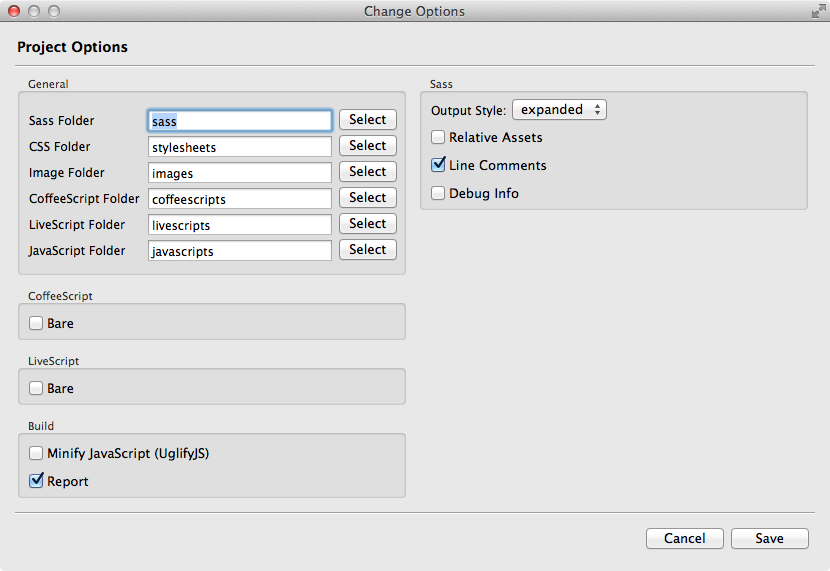 Change Options
Project Options
General
Sass Folder sass Select
CSS Folder stylesheets Select
Image Folder images Select
CoffeeScript Folder coffeescripts Select
LiveScript Folder livescripts Select
JavaScript Folder javascripts Select
CoffeeScript
Bare
LiveScript
Bare
Build
Minify JavaScript (UglifyJS)
Report
Sass
Output Style: expanded
Relative Assets
Line Comments
Debug Info
Cancel Save